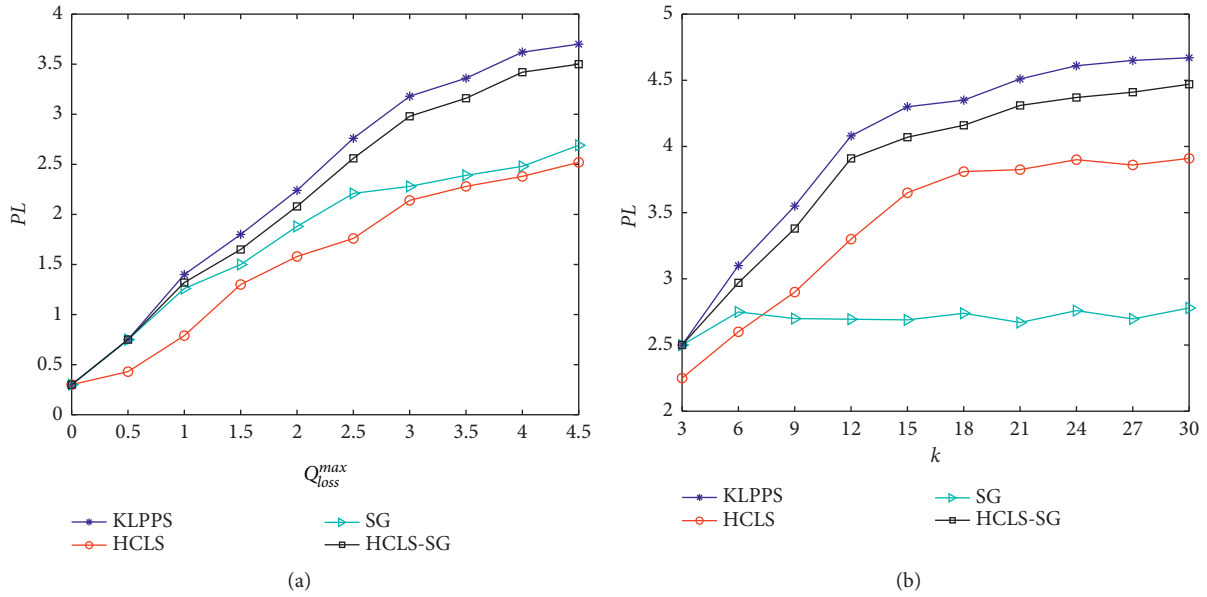 4
3.5
3
2.5
2
1.5
1
0.5
0
PL
0 0.5 1 1.5 2 2.5 3 3.5 4 4.5
Q_loss^max
KLPPS
HCLS
SG
HCLS-SG
(a)
5
4.5
4
3.5
3
2.5
2
PL
3 6 9 12 15 18 21 24 27 30
k
KLPPS
HCLS
SG
HCLS-SG
(b)